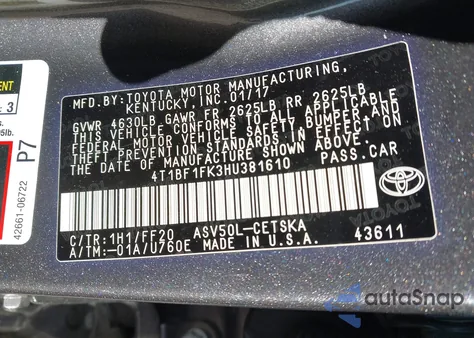 MFD.BY:TOYOTA MOTOR MANUFACTURING,
KENTUCKY, INC. 01/17
GVWR 4630LB GAWR FR 2625LB RR 2625LB
THIS VEHICLE CONFORMS TO ALL APPLICABLE
FEDERAL MOTOR VEHICLE SAFETY, BUMPER, AND
THEFT PREVENTION STANDARDS IN EFFECT ON
THE DATE OF MANUFACTURE SHOWN ABOVE.
4T1BF1FK3HU381610 PASS.CAR
C/TR:1H1/FF20 ASV50L-CETSKA
A/TM:-01A/U760E MADE IN U.S.A. 43611
TOYOTA
ENT
3
P7
42661-06722
autoSnap